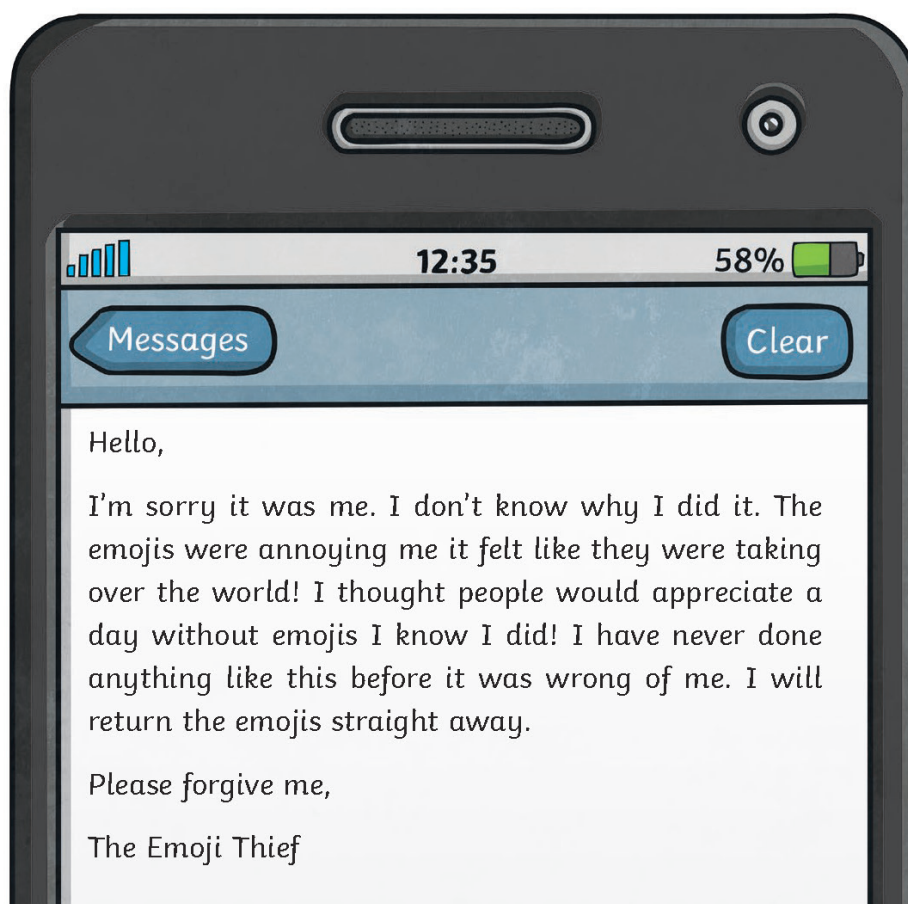 12:35 58%
Messages Clear
Hello,
I'm sorry it was me. I don't know why I did it. The
emojis were annoying me it felt like they were taking
over the world! I thought people would appreciate a
day without emojis I know I did! I have never done
anything like this before it was wrong of me. I will
return the emojis straight away.
Please forgive me,
The Emoji Thief